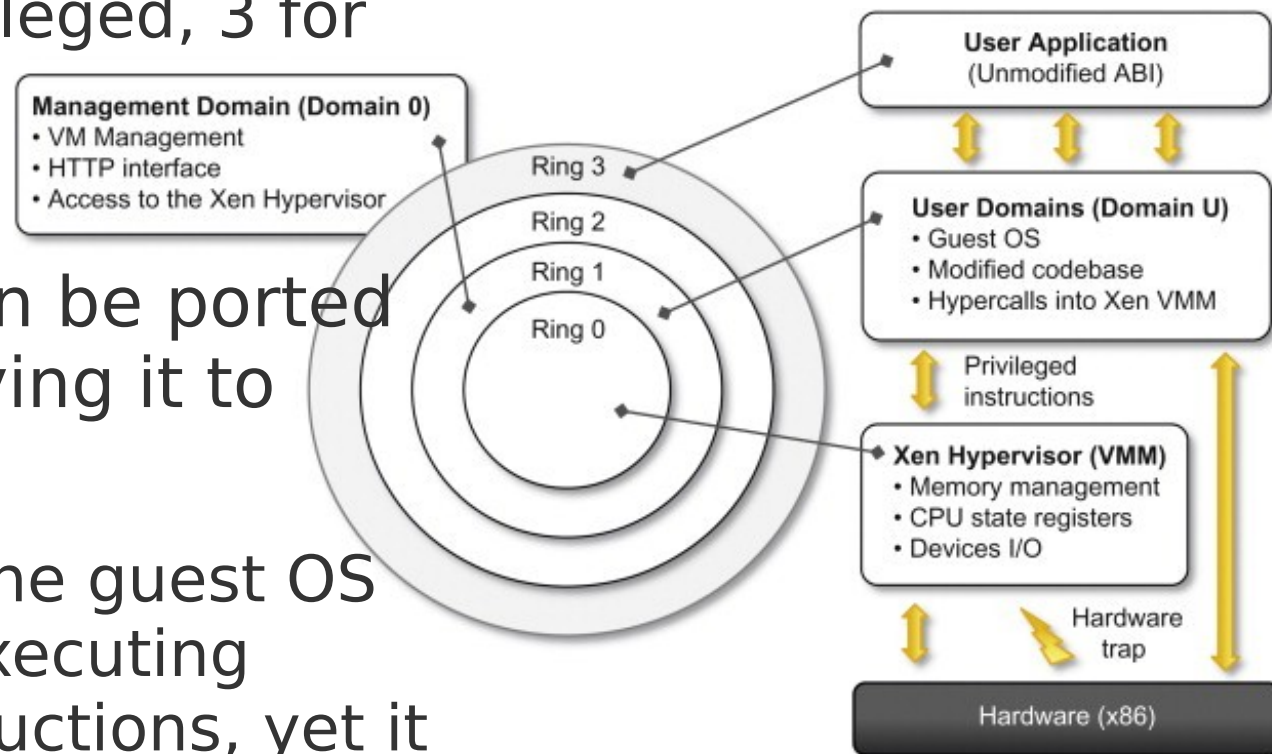 leged, 3 for
Management Domain (Domain 0)
• VM Management
• HTTP interface
• Access to the Xen Hypervisor
n be ported
ing it to
he guest OS
xecuting
uctions, yet it
Ring 3
Ring 2
Ring 1
Ring 0
User Application
(Unmodified ABI)
User Domains (Domain U)
• Guest OS
• Modified codebase
• Hypercalls into Xen VMM
Privileged
instructions
Xen Hypervisor (VMM)
• Memory management
• CPU state registers
• Devices I/O
Hardware
trap
Hardware (x86)